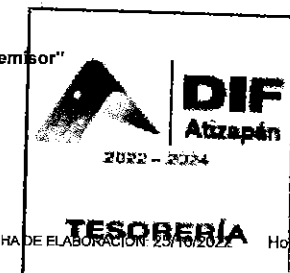 emisor"
DIF
Atizapán
2022 – 2024
TESORERÍA
HA DE ELABORACIÓN: 25/10/2022 Ho